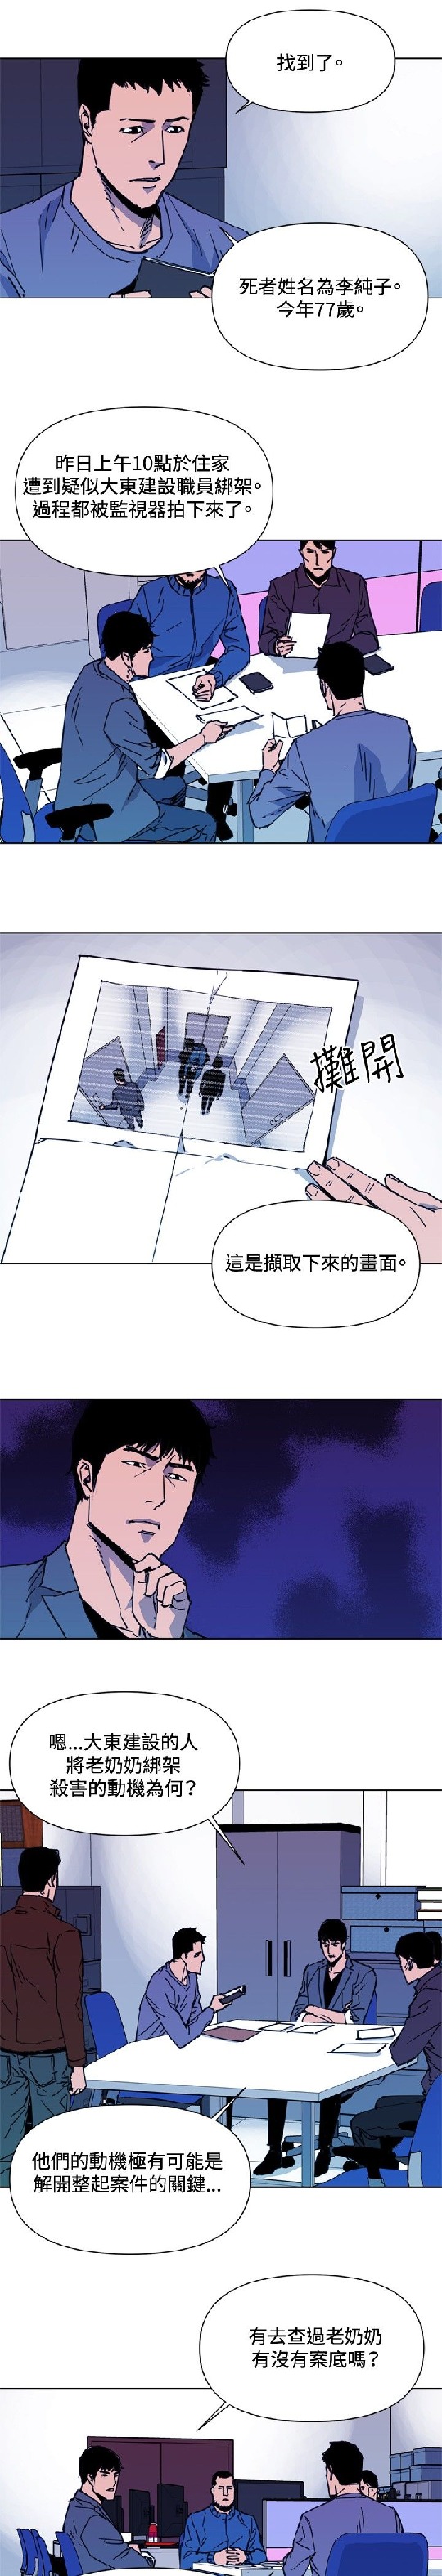 找到了。
死者姓名為李純子。
今年77歲。
昨日上午10點於住家
遭到疑似大東建設職員綁架。
過程都被監視器拍下來了。
攤開
這是擷取下來的畫面。
嗯...大東建設的人
將老奶奶綁架
殺害的動機為何？
他們的動機極有可能是
解開整起案件的關鍵...
有去查過老奶奶
有沒有案底嗎？